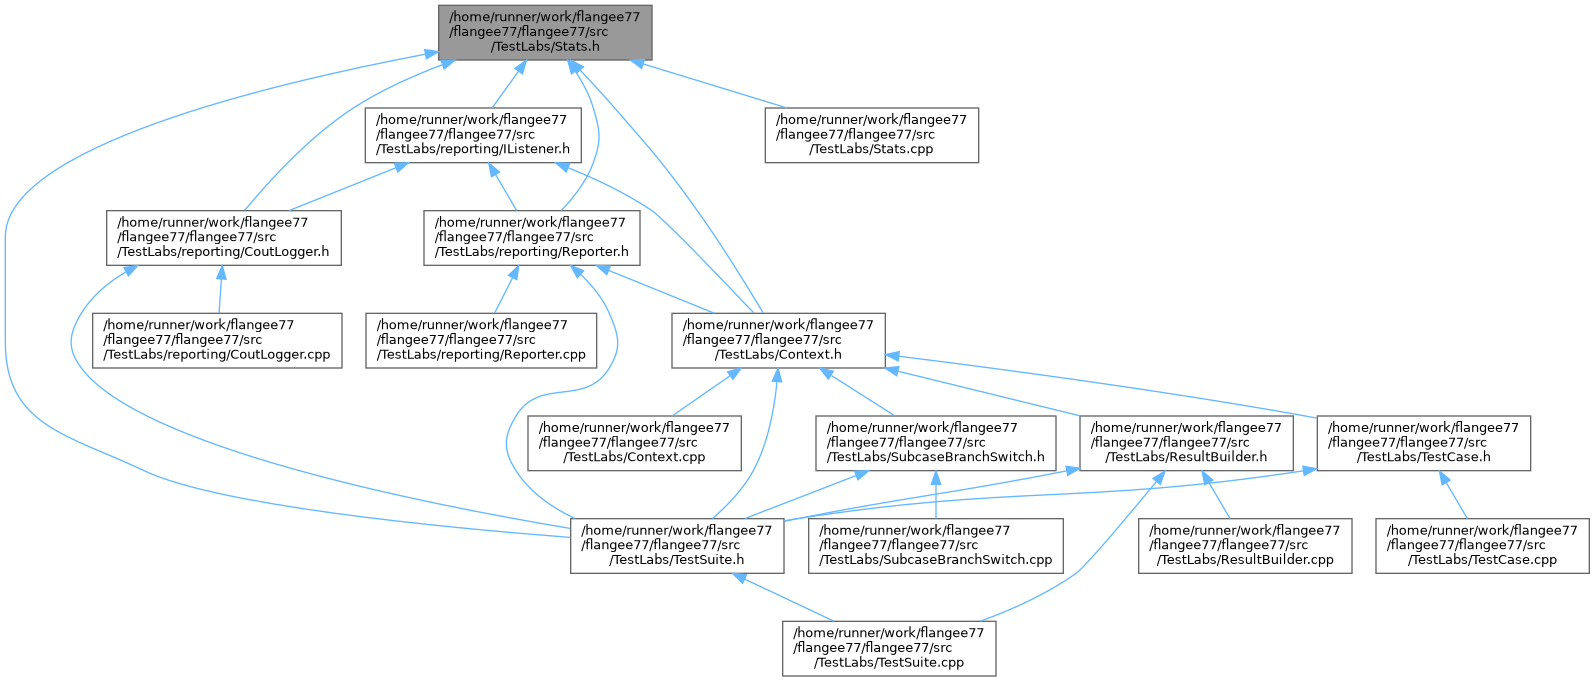 /home/runner/work/flangee77
/flangee77/flangee77/src
/TestLabs/Stats.h
/home/runner/work/flangee77
/flangee77/flangee77/src
/TestLabs/reporting/IListener.h
/home/runner/work/flangee77
/flangee77/flangee77/src
/TestLabs/Stats.cpp
/home/runner/work/flangee77
/flangee77/flangee77/src
/TestLabs/reporting/CoutLogger.h
/home/runner/work/flangee77
/flangee77/flangee77/src
/TestLabs/reporting/Reporter.h
/home/runner/work/flangee77
/flangee77/flangee77/src
/TestLabs/reporting/CoutLogger.cpp
/home/runner/work/flangee77
/flangee77/flangee77/src
/TestLabs/reporting/Reporter.cpp
/home/runner/work/flangee77
/flangee77/flangee77/src
/TestLabs/Context.h
/home/runner/work/flangee77
/flangee77/flangee77/src
/TestLabs/Context.cpp
/home/runner/work/flangee77
/flangee77/flangee77/src
/TestLabs/SubcaseBranchSwitch.h
/home/runner/work/flangee77
/flangee77/flangee77/src
/TestLabs/ResultBuilder.h
/home/runner/work/flangee77
/flangee77/flangee77/src
/TestLabs/TestCase.h
/home/runner/work/flangee77
/flangee77/flangee77/src
/TestLabs/TestSuite.h
/home/runner/work/flangee77
/flangee77/flangee77/src
/TestLabs/SubcaseBranchSwitch.cpp
/home/runner/work/flangee77
/flangee77/flangee77/src
/TestLabs/ResultBuilder.cpp
/home/runner/work/flangee77
/flangee77/flangee77/src
/TestLabs/TestCase.cpp
/home/runner/work/flangee77
/flangee77/flangee77/src
/TestLabs/TestSuite.cpp